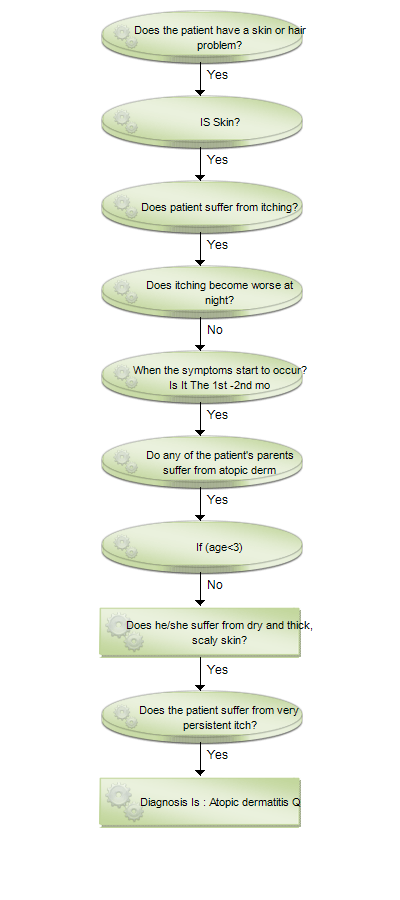 Does the patient have a skin or hair
problem?
Yes
IS Skin?
Yes
Does patient suffer from itching?
Yes
Does itching become worse at
night?
No
When the symptoms start to occur?
Is It The 1st -2nd mo
Yes
Do any of the patient's parents
suffer from atopic derm
Yes
If (age<3)
No
Does he/she suffer from dry and thick,
scaly skin?
Yes
Does the patient suffer from very
persistent itch?
Yes
Diagnosis Is : Atopic dermatitis Q